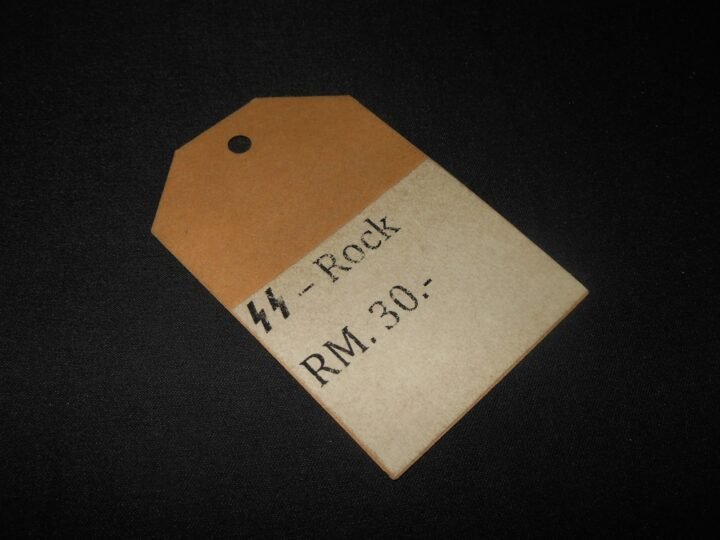 ᛋᛋ - Rock
RM. 30.-